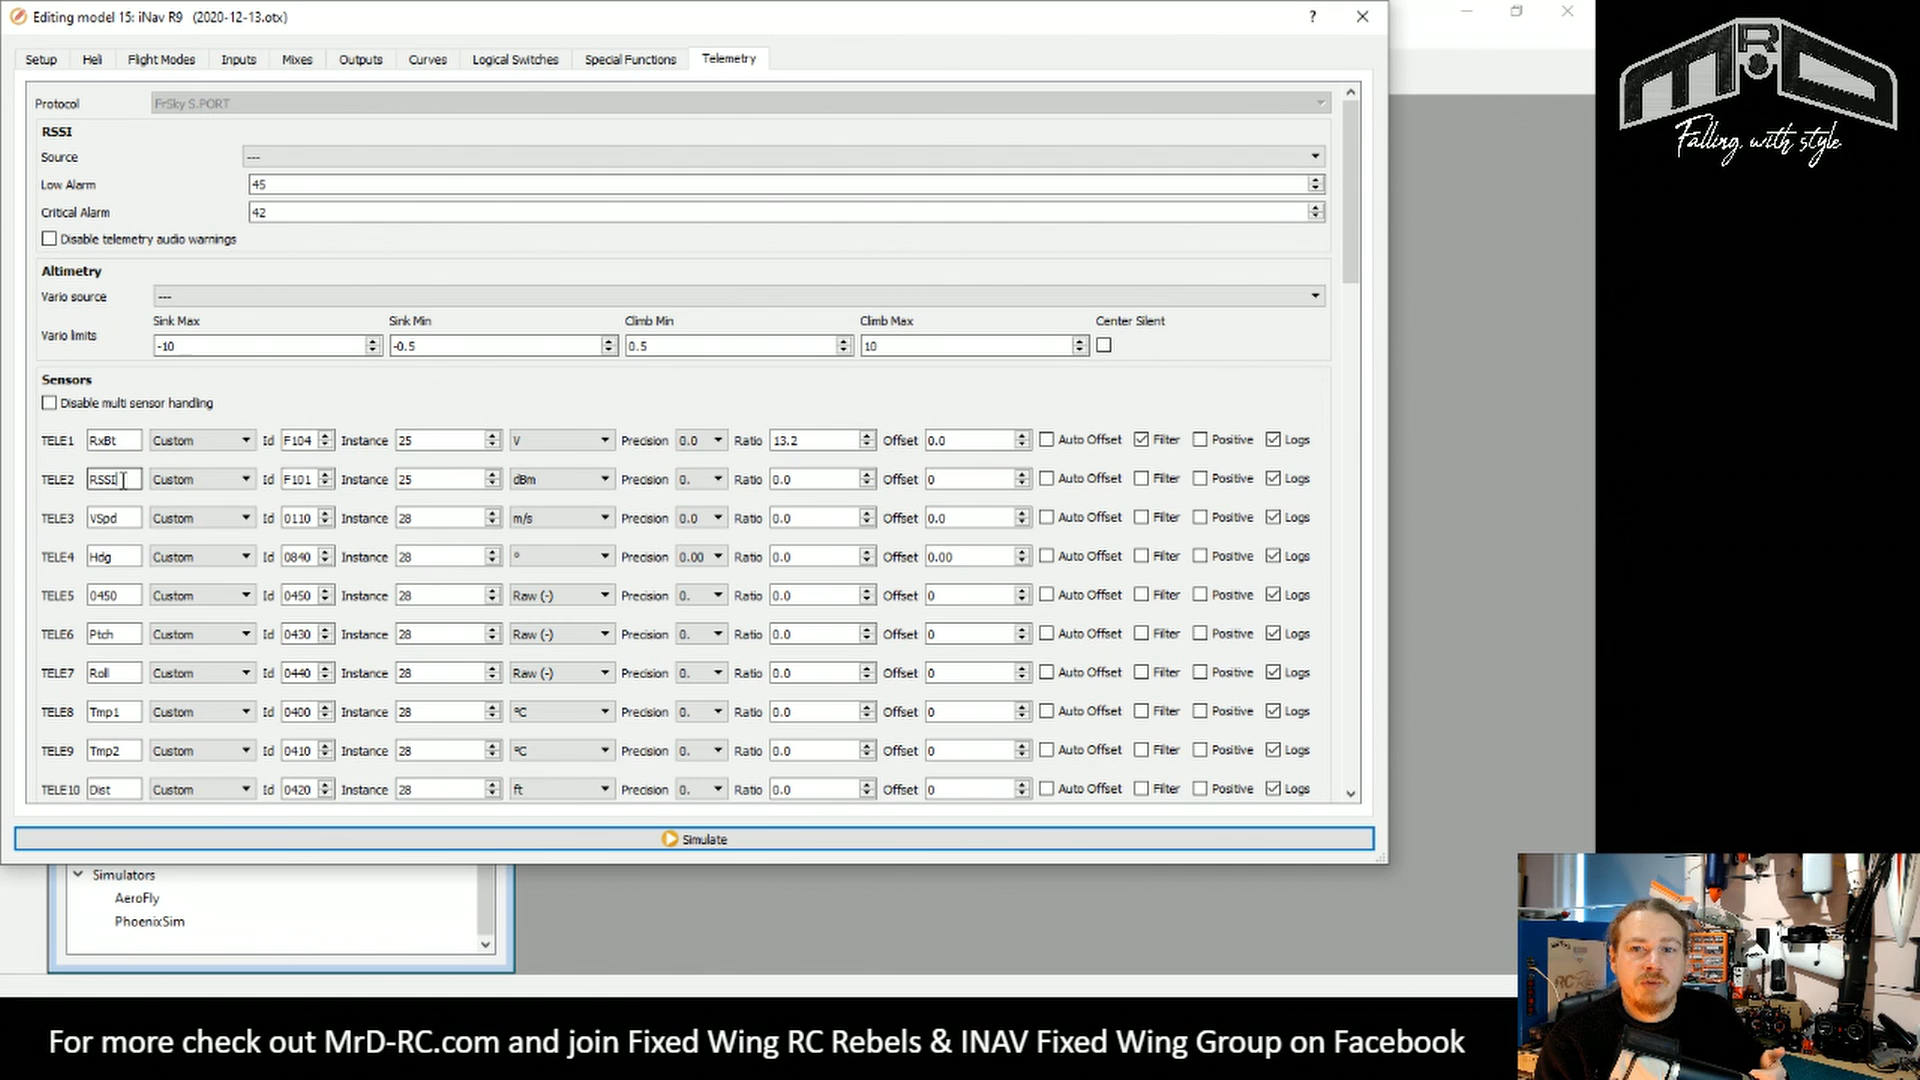 Editing model 15: iNav R9 (2020-12-13.otx)
?
Setup Heli Flight Modes Inputs Mixes Outputs Curves Logical Switches Special Functions Telemetry
Protocol FrSky S.PORT
RSSI
Source ---
Low Alarm 45
Critical Alarm 42
Disable telemetry audio warnings
Altimetry
Vario source ---
Sink Max Sink Min Climb Min Climb Max Center Silent
Vario limits -10 -0.5 0.5 10
Sensors
Disable multi sensor handling
TELE1 RxBt Custom Id F104 Instance 25 V Precision 0.0 Ratio 13.2 Offset 0.0 Auto Offset Filter Positive Logs
TELE2 RSSI Custom Id F101 Instance 25 dBm Precision 0. Ratio 0.0 Offset 0 Auto Offset Filter Positive Logs
TELE3 VSpd Custom Id 0110 Instance 28 m/s Precision 0.0 Ratio 0.0 Offset 0.0 Auto Offset Filter Positive Logs
TELE4 Hdg Custom Id 0840 Instance 28 ° Precision 0.00 Ratio 0.0 Offset 0.00 Auto Offset Filter Positive Logs
TELE5 0450 Custom Id 0450 Instance 28 Raw (-) Precision 0. Ratio 0.0 Offset 0 Auto Offset Filter Positive Logs
TELE6 Ptch Custom Id 0430 Instance 28 Raw (-) Precision 0. Ratio 0.0 Offset 0 Auto Offset Filter Positive Logs
TELE7 Roll Custom Id 0440 Instance 28 Raw (-) Precision 0. Ratio 0.0 Offset 0 Auto Offset Filter Positive Logs
TELE8 Tmp1 Custom Id 0400 Instance 28 °C Precision 0. Ratio 0.0 Offset 0 Auto Offset Filter Positive Logs
TELE9 Tmp2 Custom Id 0410 Instance 28 °C Precision 0. Ratio 0.0 Offset 0 Auto Offset Filter Positive Logs
TELE10 Dist Custom Id 0420 Instance 28 ft Precision 0. Ratio 0.0 Offset 0 Auto Offset Filter Positive Logs
Simulate
Simulators
AeroFly
PhoenixSim
MRD
Falling with style
For more check out MrD-RC.com and join Fixed Wing RC Rebels & INAV Fixed Wing Group on Facebook